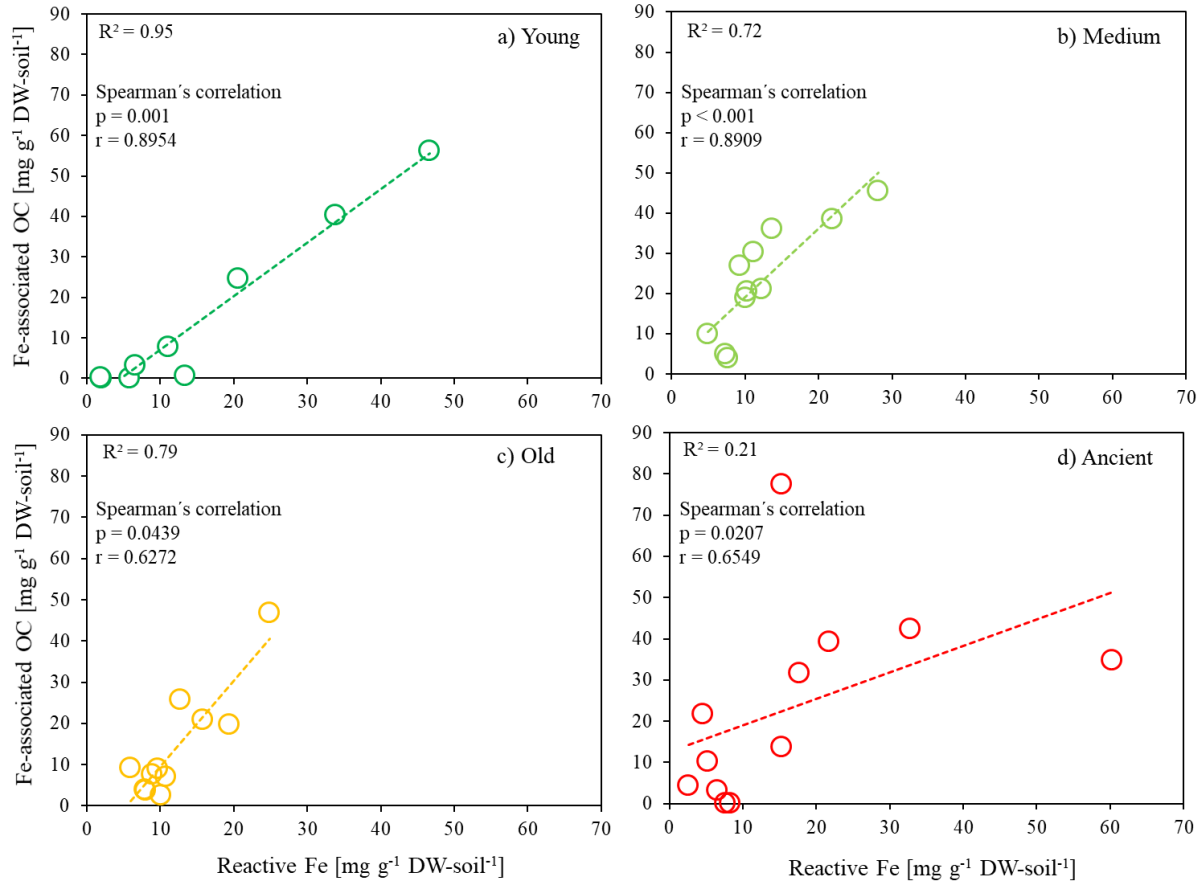 Fe-associated OC [mg g-1 DW-soil-1]
90
80
70
60
50
40
30
20
10
0
R² = 0.95
a) Young
Spearman´s correlation
p = 0.001
r = 0.8954
0 10 20 30 40 50 60 70
90
80
70
60
50
40
30
20
10
0
R² = 0.72
b) Medium
Spearman´s correlation
p < 0.001
r = 0.8909
0 10 20 30 40 50 60 70
Fe-associated OC [mg g-1 DW-soil-1]
90
80
70
60
50
40
30
20
10
0
R² = 0.79
c) Old
Spearman´s correlation
p = 0.0439
r = 0.6272
0 10 20 30 40 50 60 70
Reactive Fe [mg g-1 DW-soil-1]
90
80
70
60
50
40
30
20
10
0
R² = 0.21
d) Ancient
Spearman´s correlation
p = 0.0207
r = 0.6549
0 10 20 30 40 50 60 70
Reactive Fe [mg g-1 DW-soil-1]